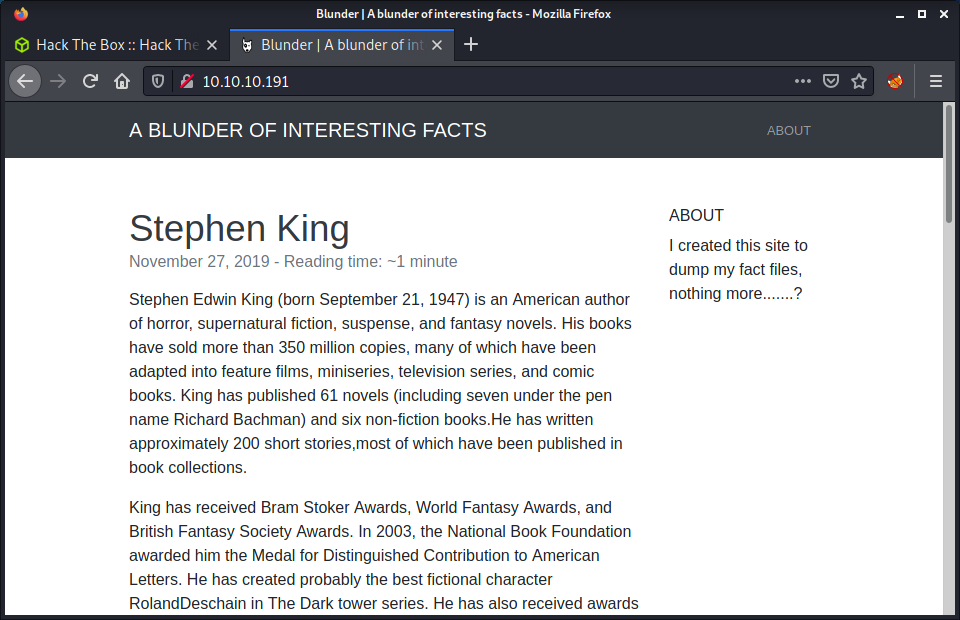 Blunder | A blunder of interesting facts - Mozilla Firefox
Hack The Box :: Hack The
Blunder | A blunder of int
10.10.10.191
A BLUNDER OF INTERESTING FACTS
ABOUT
Stephen King
November 27, 2019 - Reading time: ~1 minute
Stephen Edwin King (born September 21, 1947) is an American author
of horror, supernatural fiction, suspense, and fantasy novels. His books
have sold more than 350 million copies, many of which have been
adapted into feature films, miniseries, television series, and comic
books. King has published 61 novels (including seven under the pen
name Richard Bachman) and six non-fiction books.He has written
approximately 200 short stories,most of which have been published in
book collections.
King has received Bram Stoker Awards, World Fantasy Awards, and
British Fantasy Society Awards. In 2003, the National Book Foundation
awarded him the Medal for Distinguished Contribution to American
Letters. He has created probably the best fictional character
RolandDeschain in The Dark tower series. He has also received awards
ABOUT
I created this site to
dump my fact files,
nothing more.......?